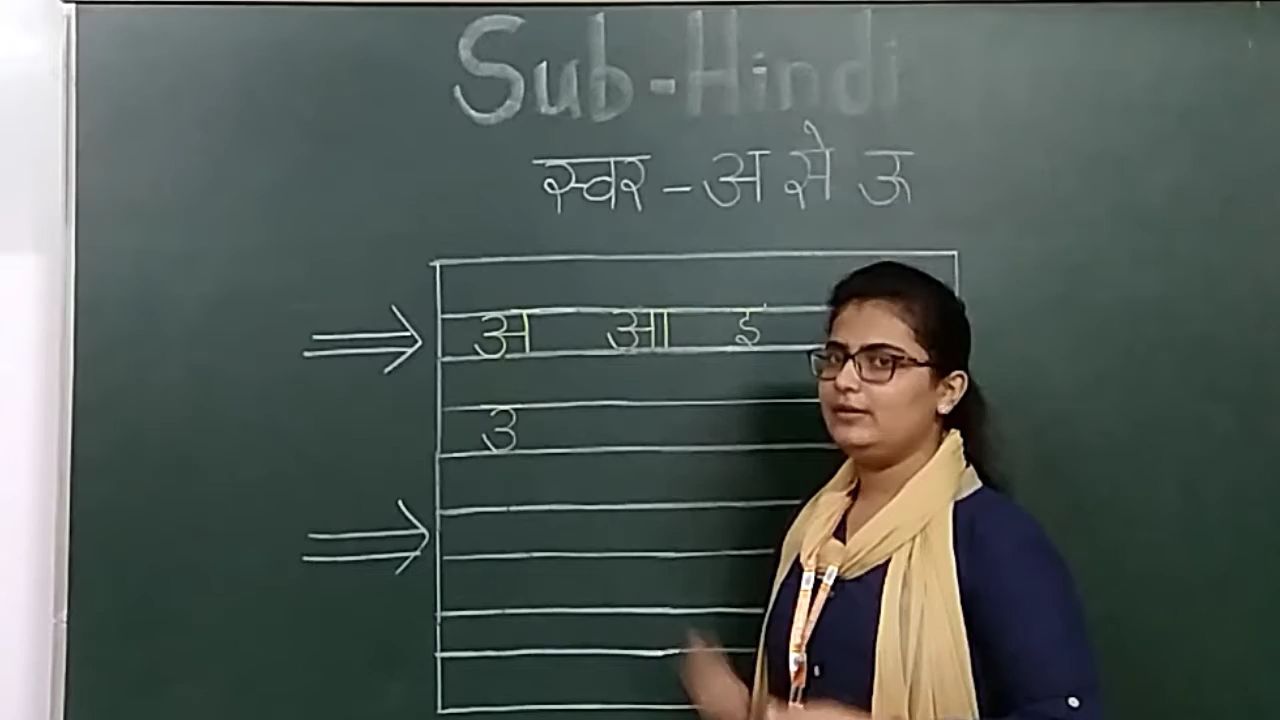 Sub-Hindi
स्वर - अ से ऊ
अ आ इ
उ